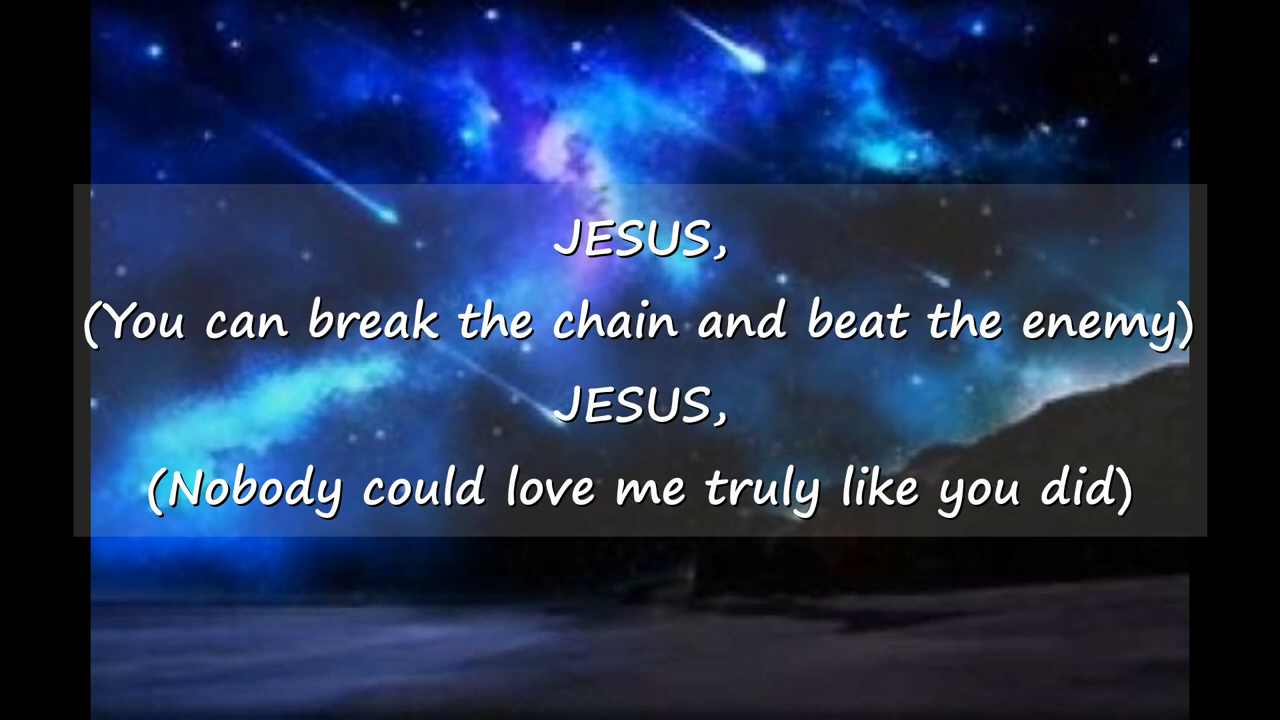 JESUS,
(You can break the chain and beat the enemy)
JESUS,
(Nobody could love me truly like you did)